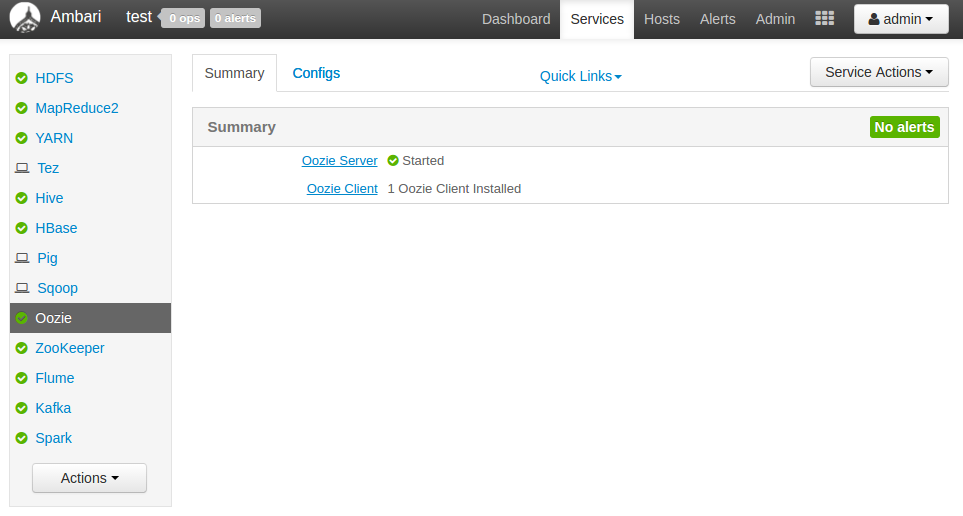 Ambari test 0 ops 0 alerts Dashboard Services Hosts Alerts Admin admin
HDFS
MapReduce2
YARN
Tez
Hive
HBase
Pig
Sqoop
Oozie
ZooKeeper
Flume
Kafka
Spark
Actions
Summary Configs Quick Links Service Actions
Summary No alerts
Oozie Server Started
Oozie Client 1 Oozie Client Installed